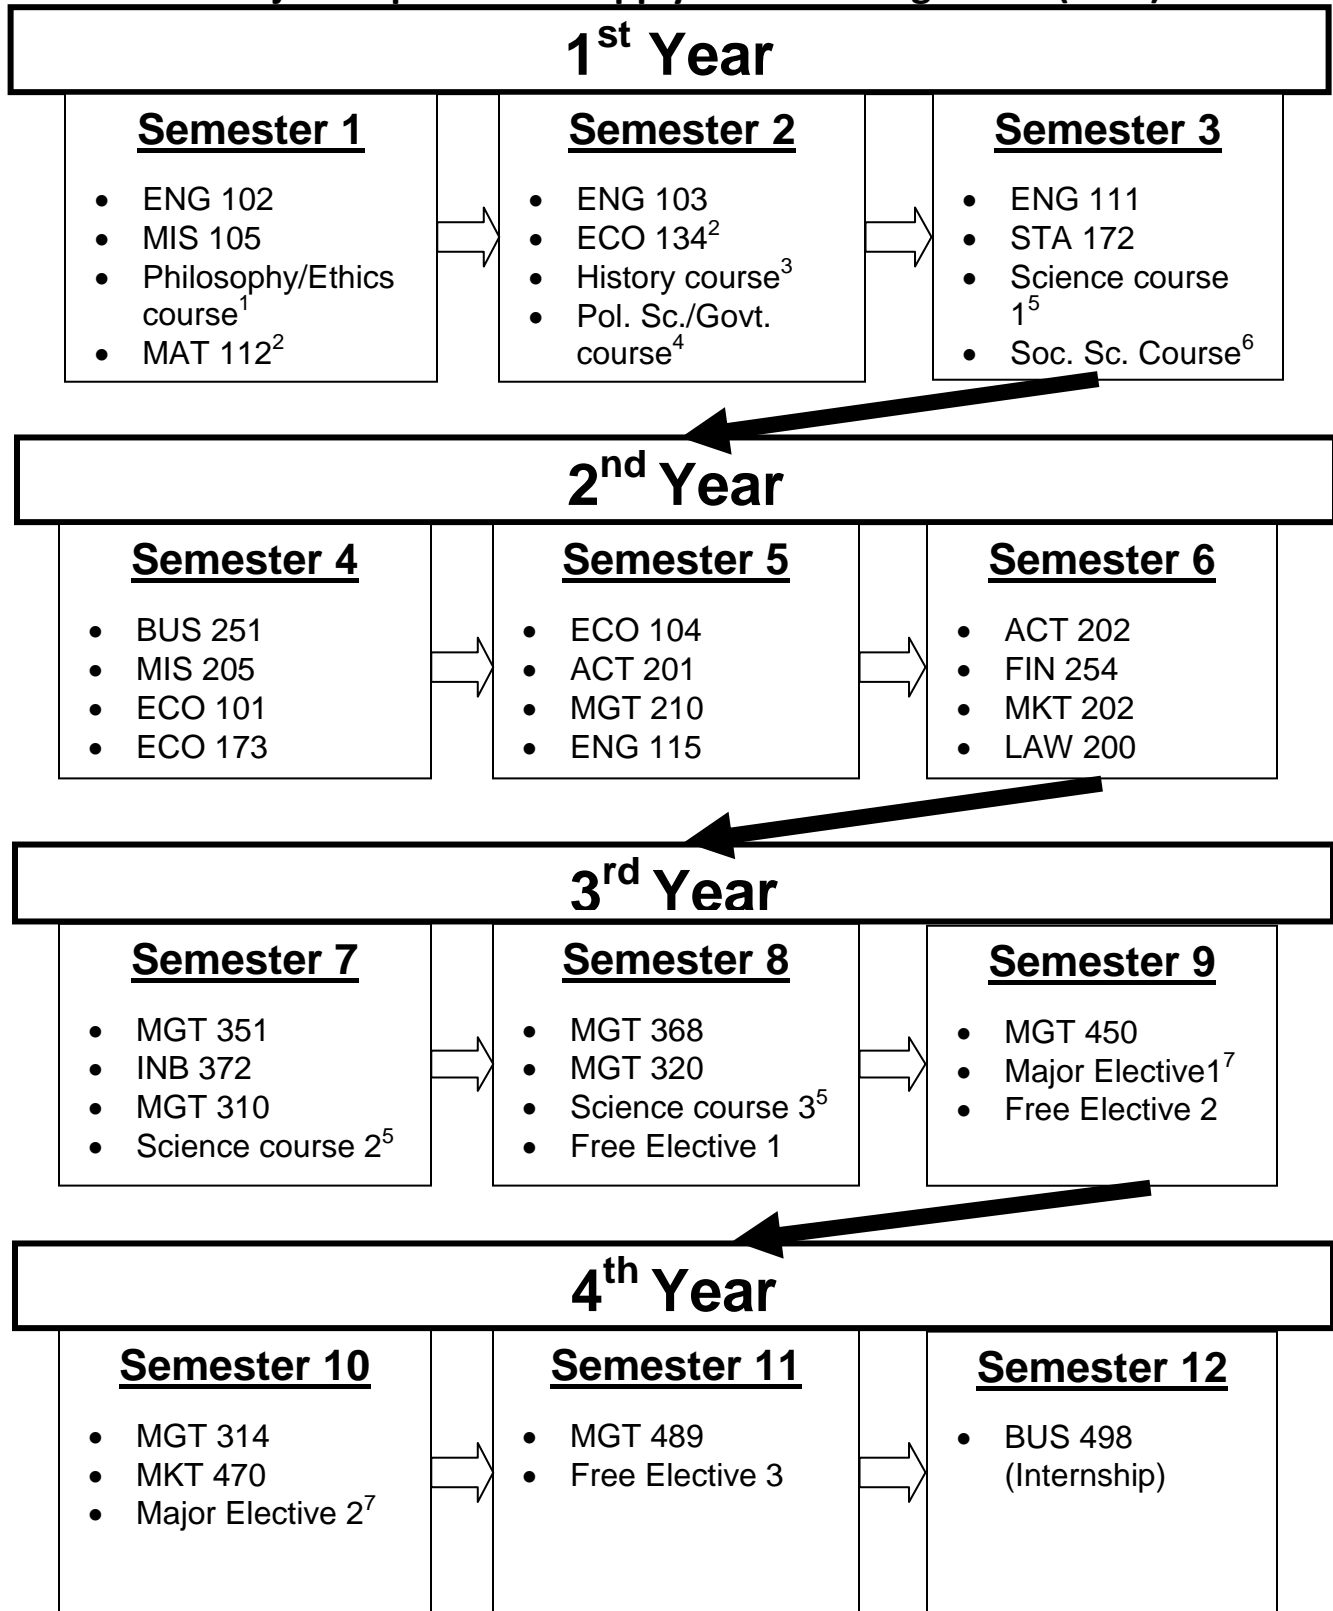 1st Year
Semester 1
• ENG 102
• MIS 105
• Philosophy/Ethics
course1
• MAT 1122
Semester 2
• ENG 103
• ECO 1342
• History course3
• Pol. Sc./Govt.
course4
Semester 3
• ENG 111
• STA 172
• Science course
15
• Soc. Sc. Course6
2nd Year
Semester 4
• BUS 251
• MIS 205
• ECO 101
• ECO 173
Semester 5
• ECO 104
• ACT 201
• MGT 210
• ENG 115
Semester 6
• ACT 202
• FIN 254
• MKT 202
• LAW 200
3rd Year
Semester 7
• MGT 351
• INB 372
• MGT 310
• Science course 25
Semester 8
• MGT 368
• MGT 320
• Science course 35
• Free Elective 1
Semester 9
• MGT 450
• Major Elective17
• Free Elective 2
4th Year
Semester 10
• MGT 314
• MKT 470
• Major Elective 27
Semester 11
• MGT 489
• Free Elective 3
Semester 12
• BUS 498
(Internship)